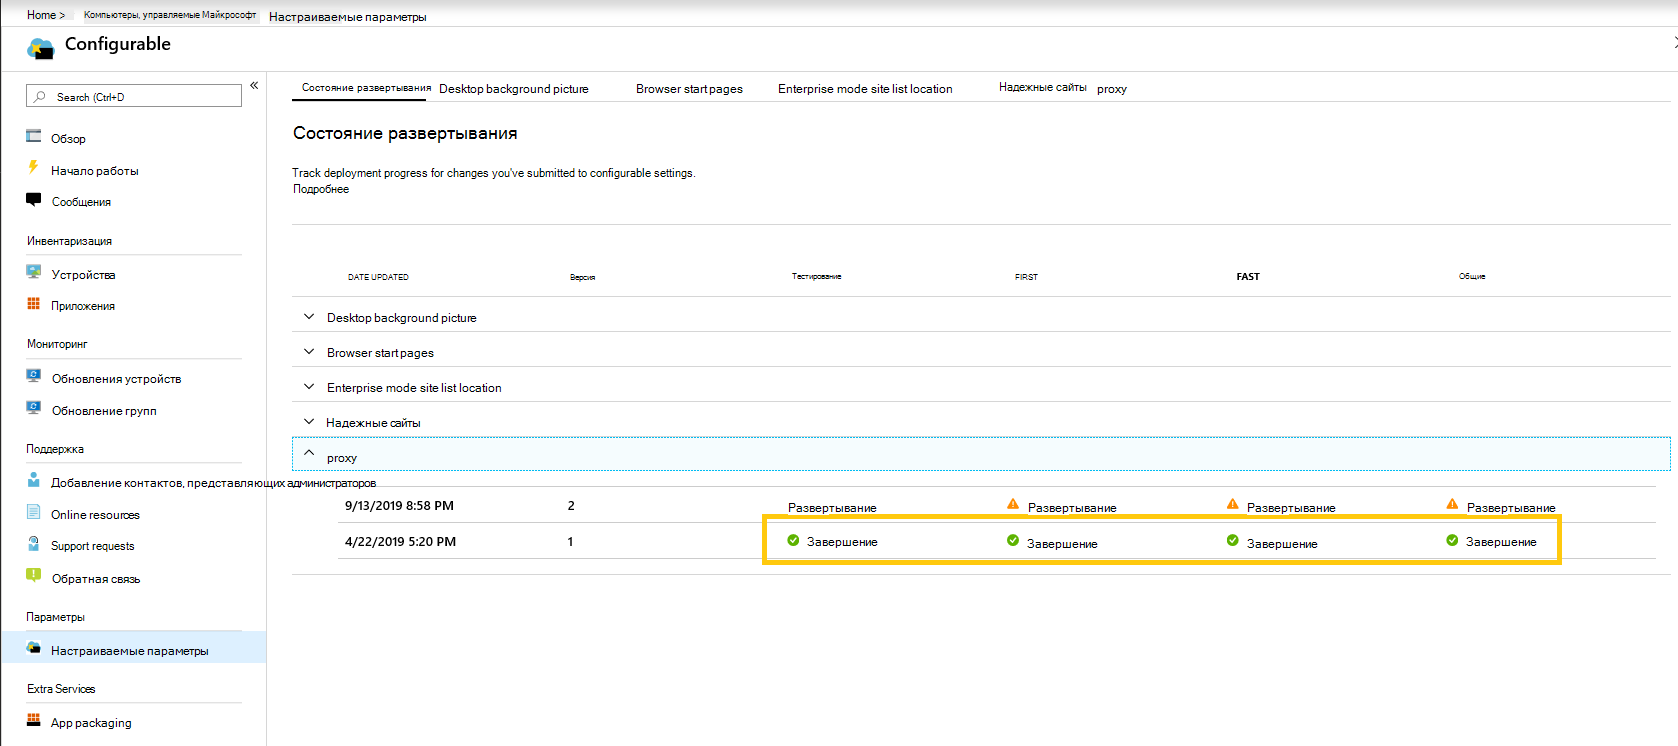 Home > Компьютеры, управляемые Майкрософт Настраиваемые параметры
Configurable
Search (Ctrl+D
«
Обзор
Начало работы
Сообщения
Инвентаризация
Устройства
Приложения
Мониторинг
Обновления устройств
Обновление групп
Поддержка
Добавление контактов, представляющих администраторов
Online resources
Support requests
Обратная связь
Параметры
Настраиваемые параметры
Extra Services
App packaging
Состояние развертывания Desktop background picture Browser start pages Enterprise mode site list location Надежные сайты proxy
Состояние развертывания
Track deployment progress for changes you've submitted to configurable settings.
Подробнее
DATE UPDATED Версия Тестирование FIRST FAST Общие
Desktop background picture
Browser start pages
Enterprise mode site list location
Надежные сайты
proxy
9/13/2019 8:58 PM 2 Развертывание Развертывание Развертывание Развертывание
4/22/2019 5:20 PM 1 Завершение Завершение Завершение Завершение